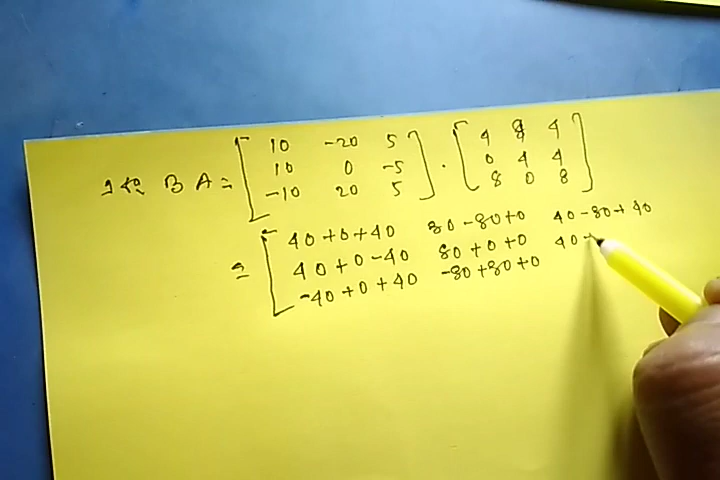 BA = [ 10 -20 5 ] . [ 4 8 4 ]
10 0 -5 0 4 4
-10 20 5 8 0 8
= [ 40+0+40 80-80+0 40-80+40
40+0-40 80+0+0 40+
-40+0+40 -80+80+0